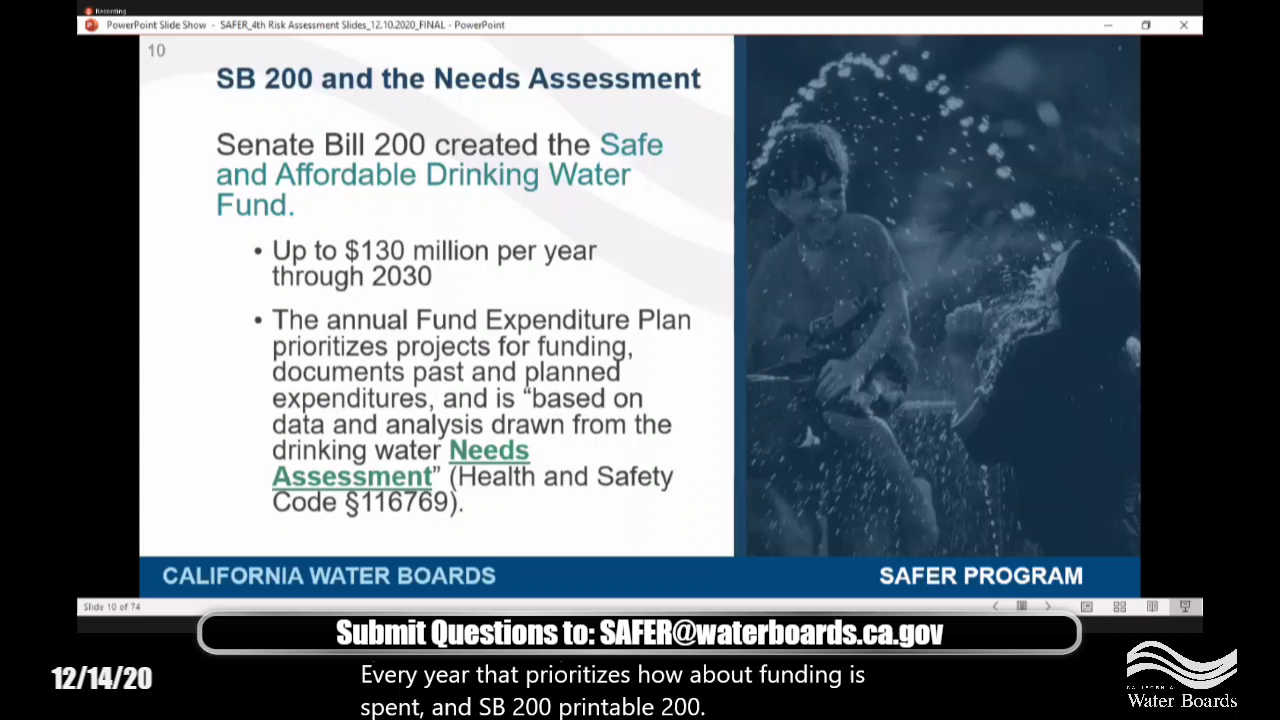 Recording
PowerPoint Slide Show - SAFER_4th Risk Assessment Slides_12.10.2020_FINAL - PowerPoint
10
SB 200 and the Needs Assessment
Senate Bill 200 created the Safe
and Affordable Drinking Water
Fund.
• Up to $130 million per year
through 2030
• The annual Fund Expenditure Plan
prioritizes projects for funding,
documents past and planned
expenditures, and is “based on
data and analysis drawn from the
drinking water Needs
Assessment” (Health and Safety
Code §116769).
CALIFORNIA WATER BOARDS
SAFER PROGRAM
Slide 10 of 74
Submit Questions to: SAFER@waterboards.ca.gov
12/14/20
Every year that prioritizes how about funding is
spent, and SB 200 printable 200.
CALIFORNIA
Water Boards